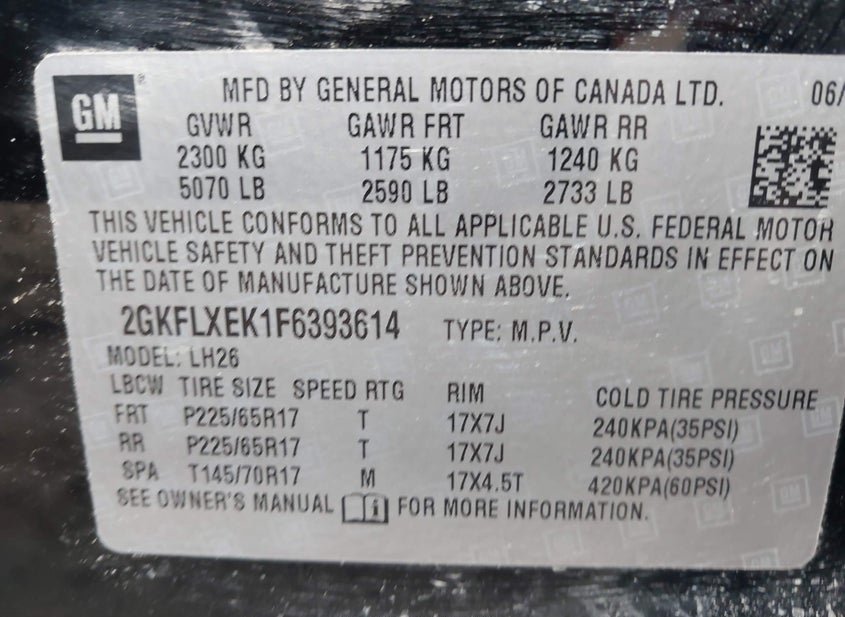 GM
MFD BY GENERAL MOTORS OF CANADA LTD. 06/
GVWR GAWR FRT GAWR RR
2300 KG 1175 KG 1240 KG
5070 LB 2590 LB 2733 LB
THIS VEHICLE CONFORMS TO ALL APPLICABLE U.S. FEDERAL MOTOR
VEHICLE SAFETY AND THEFT PREVENTION STANDARDS IN EFFECT ON
THE DATE OF MANUFACTURE SHOWN ABOVE.
2GKFLXEK1F6393614 TYPE: M.P.V.
MODEL: LH26
LBCW TIRE SIZE SPEED RTG RIM COLD TIRE PRESSURE
FRT P225/65R17 T 17X7J 240KPA(35PSI)
RR P225/65R17 T 17X7J 240KPA(35PSI)
SPA T145/70R17 M 17X4.5T 420KPA(60PSI)
SEE OWNER'S MANUAL FOR MORE INFORMATION.